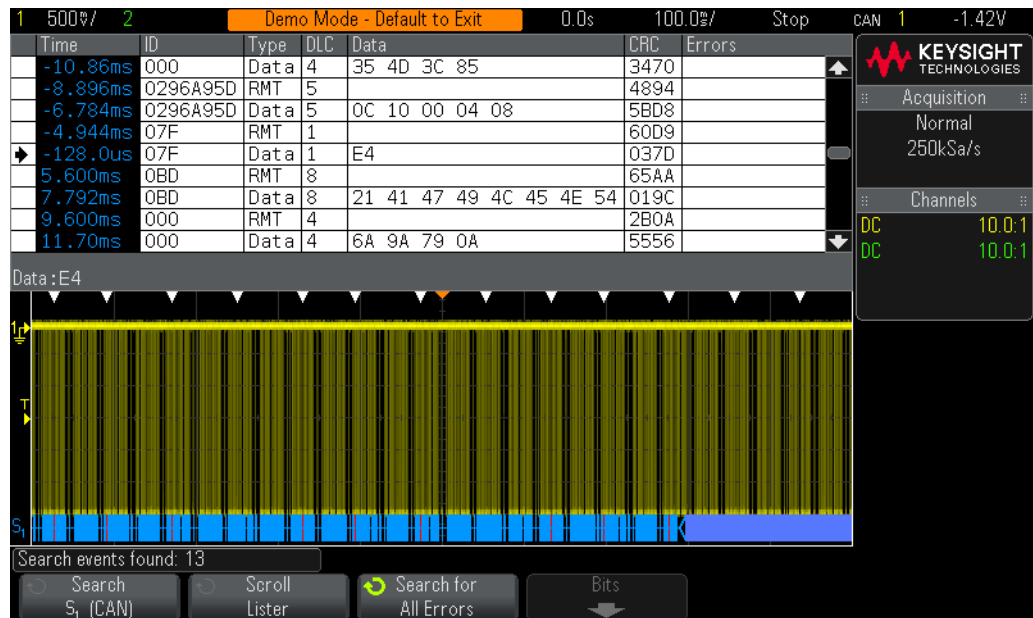 1 500㎷/ 2 Demo Mode - Default to Exit 0.0s 100.0㎳/ Stop CAN 1 -1.42V
Time ID Type DLC Data CRC Errors
-10.86ms 000 Data 4 35 4D 3C 85 3470
-8.896ms 0296A95D RMT 5 4894
-6.784ms 0296A95D Data 5 0C 10 00 04 08 5BD8
-4.944ms 07F RMT 1 60D9
-128.0us 07F Data 1 E4 037D
5.600ms 0BD RMT 8 65AA
7.792ms 0BD Data 8 21 41 47 49 4C 45 4E 54 019C
9.600ms 000 RMT 4 2B0A
11.70ms 000 Data 4 6A 9A 79 0A 5556
KEYSIGHT
TECHNOLOGIES
Acquisition
Normal
250kSa/s
Channels
DC 10.0:1
DC 10.0:1
Data:E4
1
T
S1
Search events found: 13
Search
S1 (CAN)
Scroll
Lister
Search for
All Errors
Bits